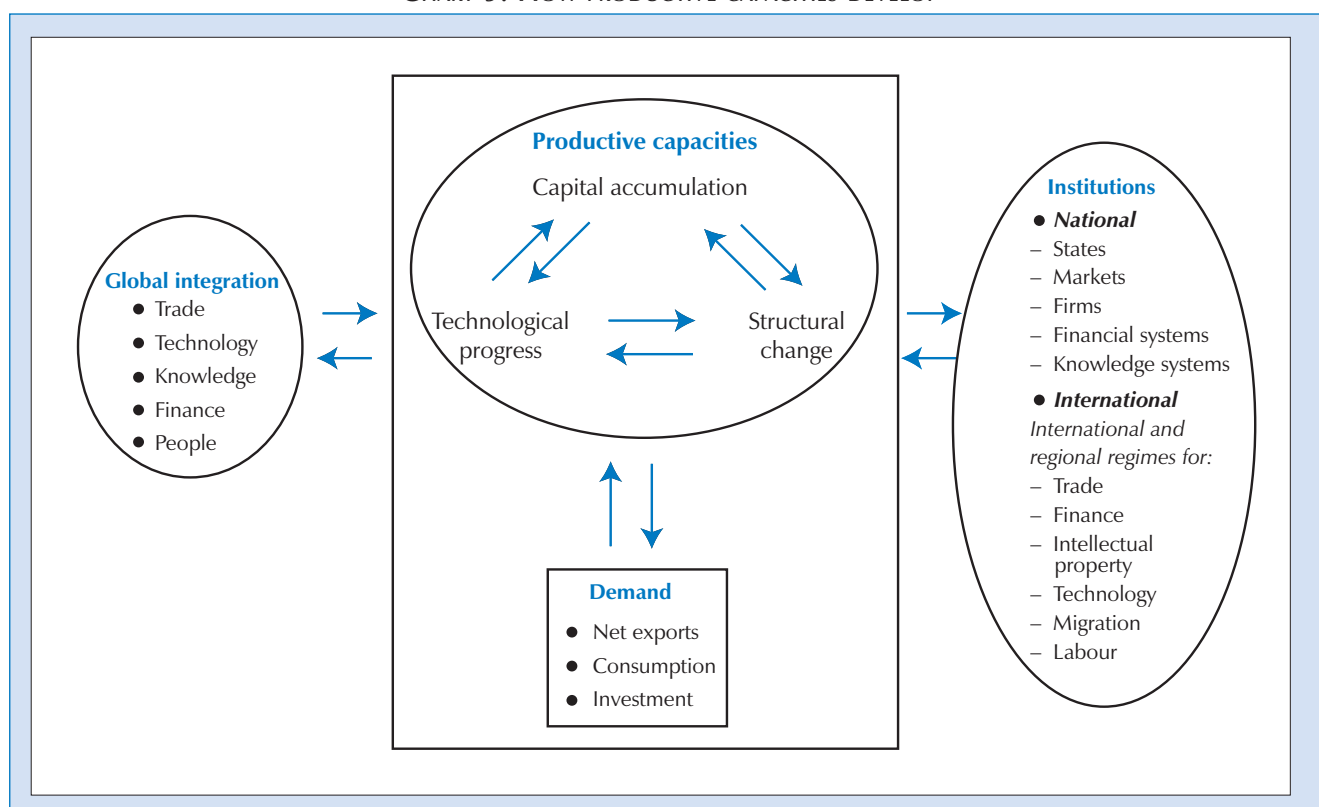 Productive capacities
Capital accumulation
Technological
progress
Structural
change
Global integration
● Trade
● Technology
● Knowledge
● Finance
● People
Demand
● Net exports
● Consumption
● Investment
Institutions
● National
– States
– Markets
– Firms
– Financial systems
– Knowledge systems
● International
International and
regional regimes for:
– Trade
– Finance
– Intellectual
property
– Technology
– Migration
– Labour